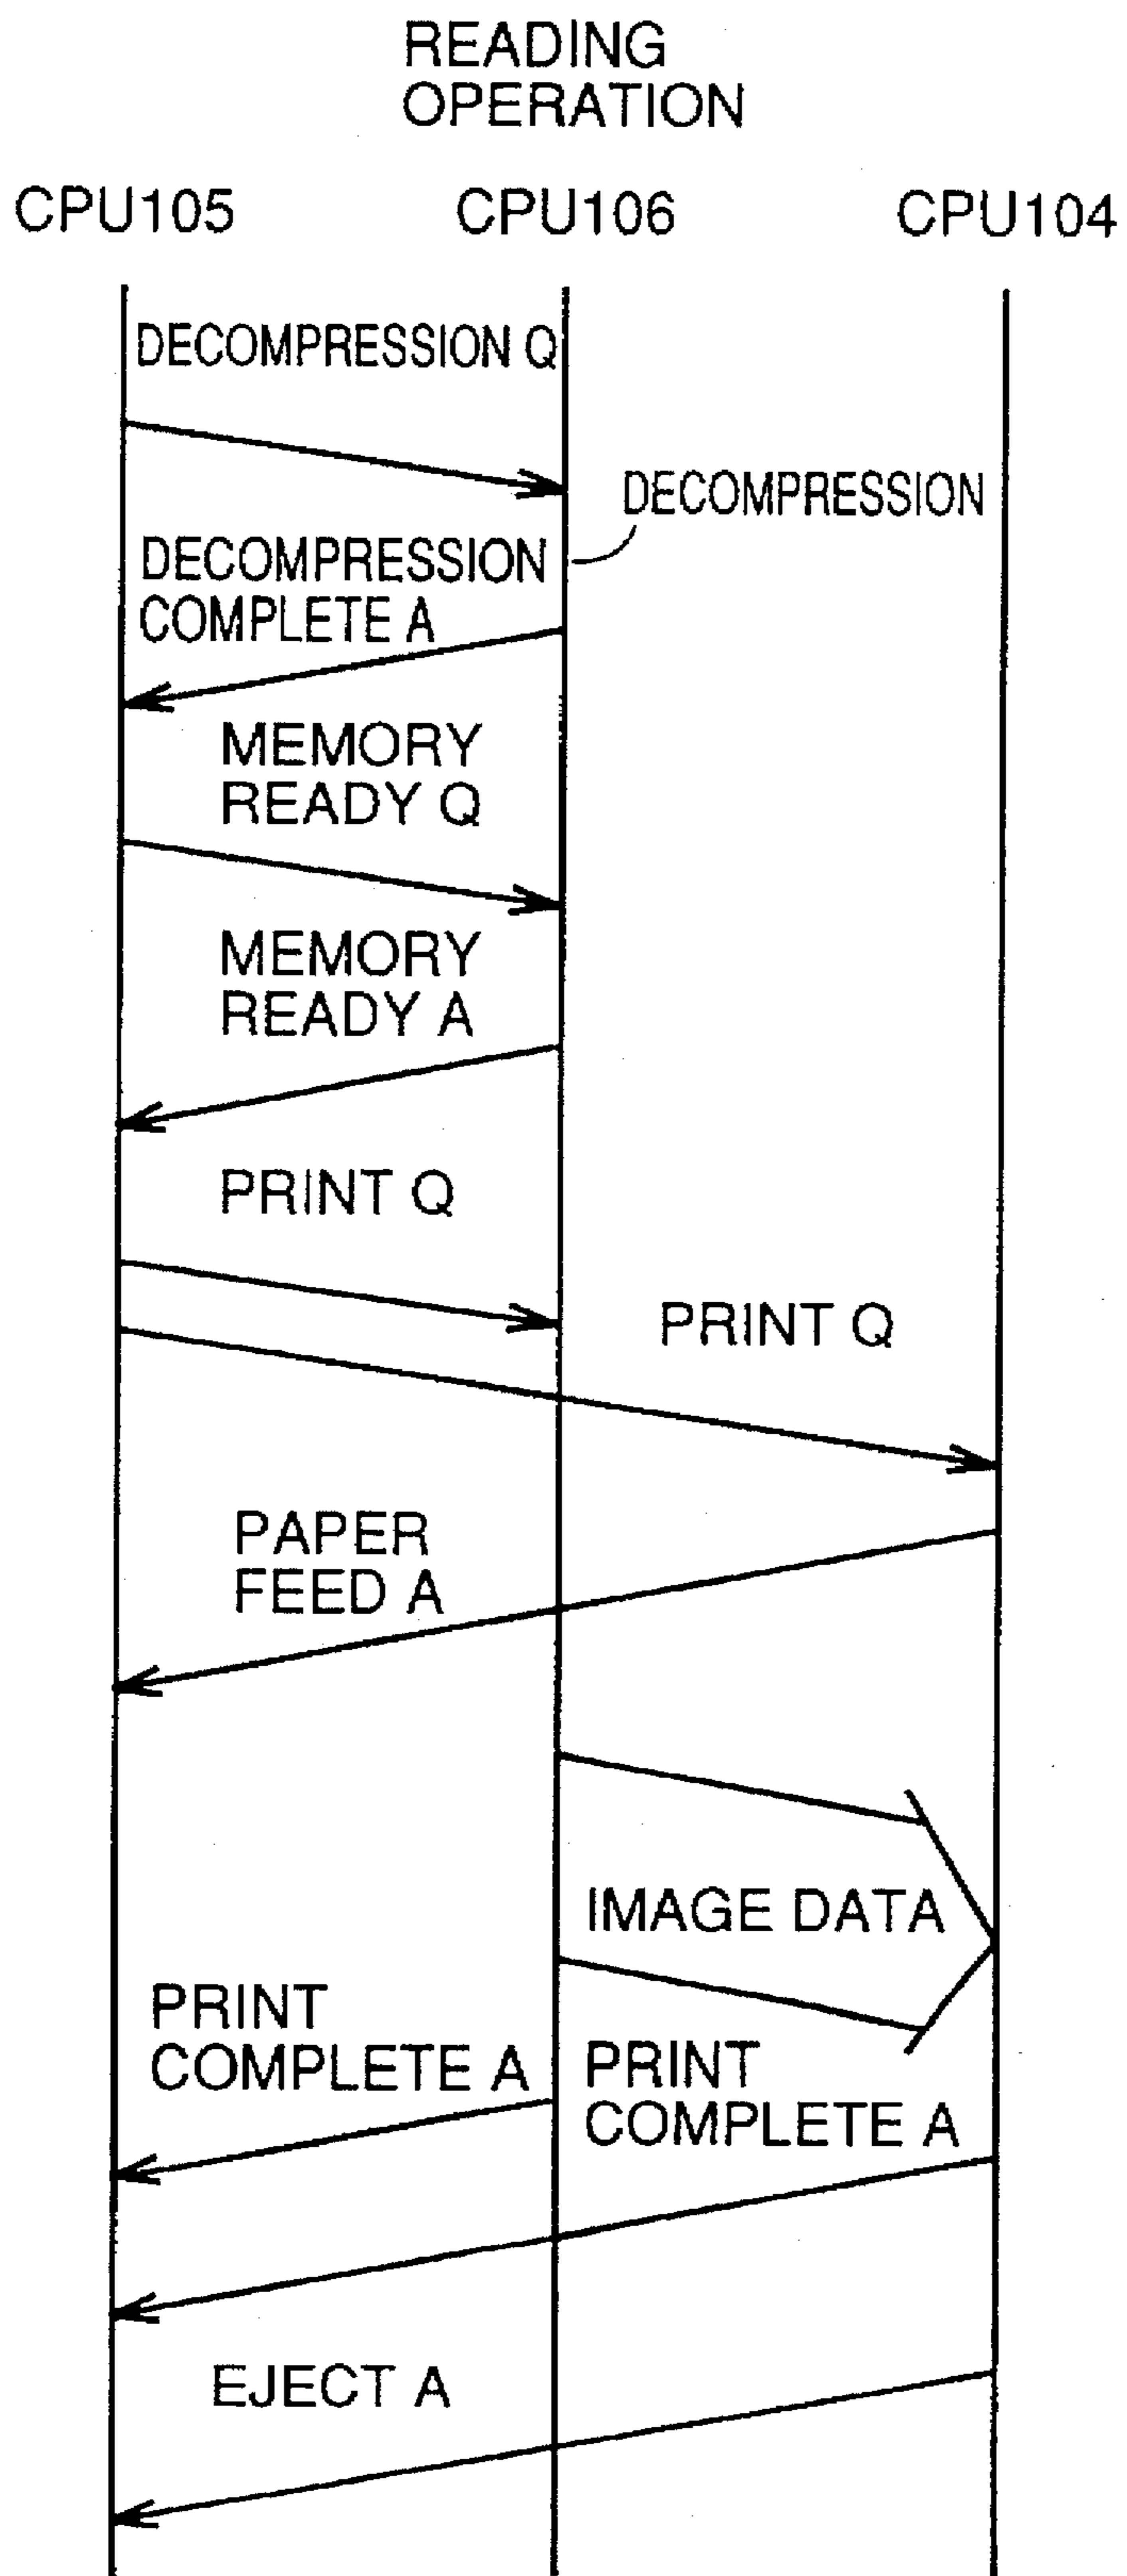 READING
OPERATION
CPU105 CPU106 CPU104
DECOMPRESSION Q
DECOMPRESSION
DECOMPRESSION
COMPLETE A
MEMORY
READY Q
MEMORY
READY A
PRINT Q
PRINT Q
PAPER
FEED A
IMAGE DATA
PRINT
COMPLETE A
PRINT
COMPLETE A
EJECT A